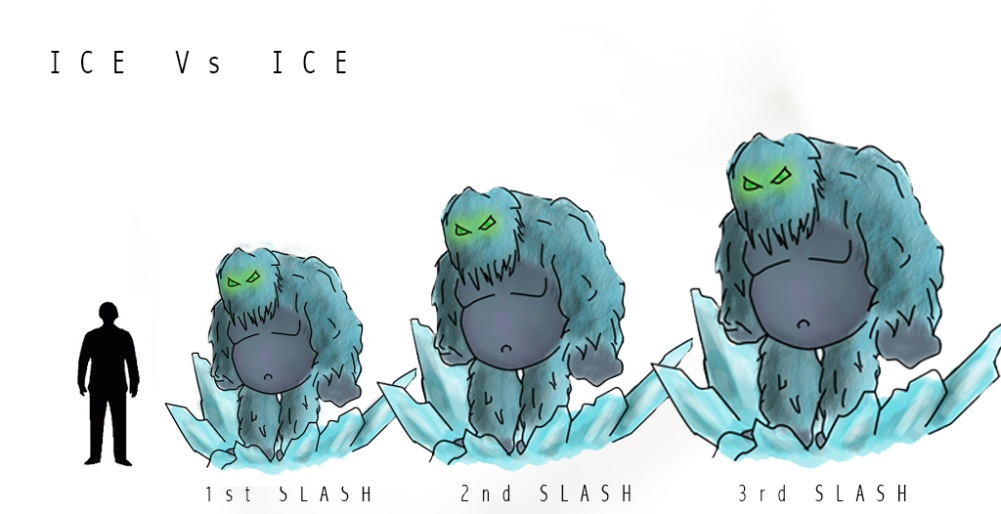 ICE Vs ICE
1st SLASH
2nd SLASH
3rd SLASH